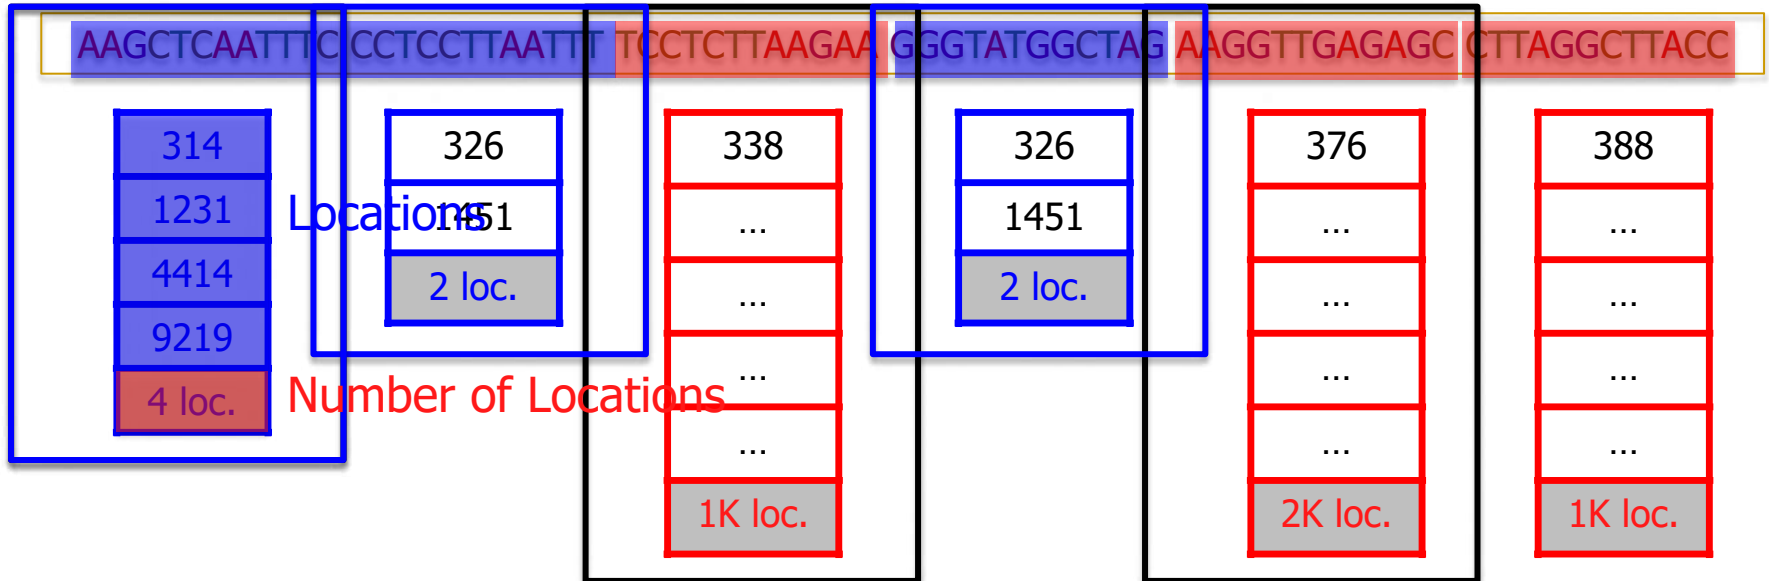 AAGCTCAATTTC CCTCCTTAATTT TCCTCTTAAGAA GGGTATGGCTAG AAGGTTGAGAGC CTTAGGCTTACC
314 326 338 326 376 388
1231 Locations 1451 ... 1451 ... ...
4414 2 loc. ... 2 loc. ... ...
9219 ... ... ...
4 loc. Number of Locations ... ... ...
1K loc. 2K loc. 1K loc.